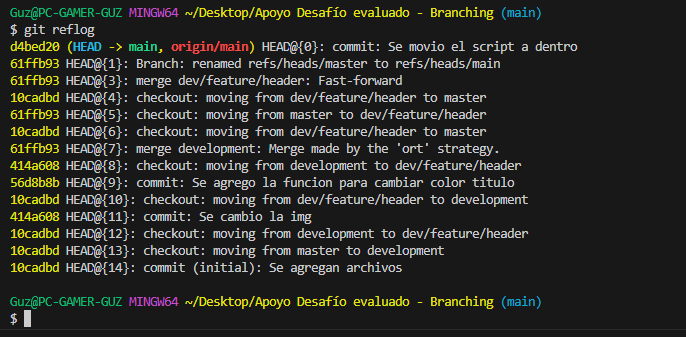 Guz@PC-GAMER-GUZ MINGW64 ~/Desktop/Apoyo Desafío evaluado - Branching (main)
$ git reflog
d4bed20 (HEAD -> main, origin/main) HEAD@{0}: commit: Se movio el script a dentro
61ffb93 HEAD@{1}: Branch: renamed refs/heads/master to refs/heads/main
61ffb93 HEAD@{3}: merge dev/feature/header: Fast-forward
10cadbd HEAD@{4}: checkout: moving from dev/feature/header to master
61ffb93 HEAD@{5}: checkout: moving from master to dev/feature/header
10cadbd HEAD@{6}: checkout: moving from dev/feature/header to master
61ffb93 HEAD@{7}: merge development: Merge made by the 'ort' strategy.
414a608 HEAD@{8}: checkout: moving from development to dev/feature/header
56d8b8b HEAD@{9}: commit: Se agrego la funcion para cambiar color titulo
10cadbd HEAD@{10}: checkout: moving from dev/feature/header to development
414a608 HEAD@{11}: commit: Se cambio la img
10cadbd HEAD@{12}: checkout: moving from development to dev/feature/header
10cadbd HEAD@{13}: checkout: moving from master to development
10cadbd HEAD@{14}: commit (initial): Se agregan archivos
Guz@PC-GAMER-GUZ MINGW64 ~/Desktop/Apoyo Desafío evaluado - Branching (main)
$